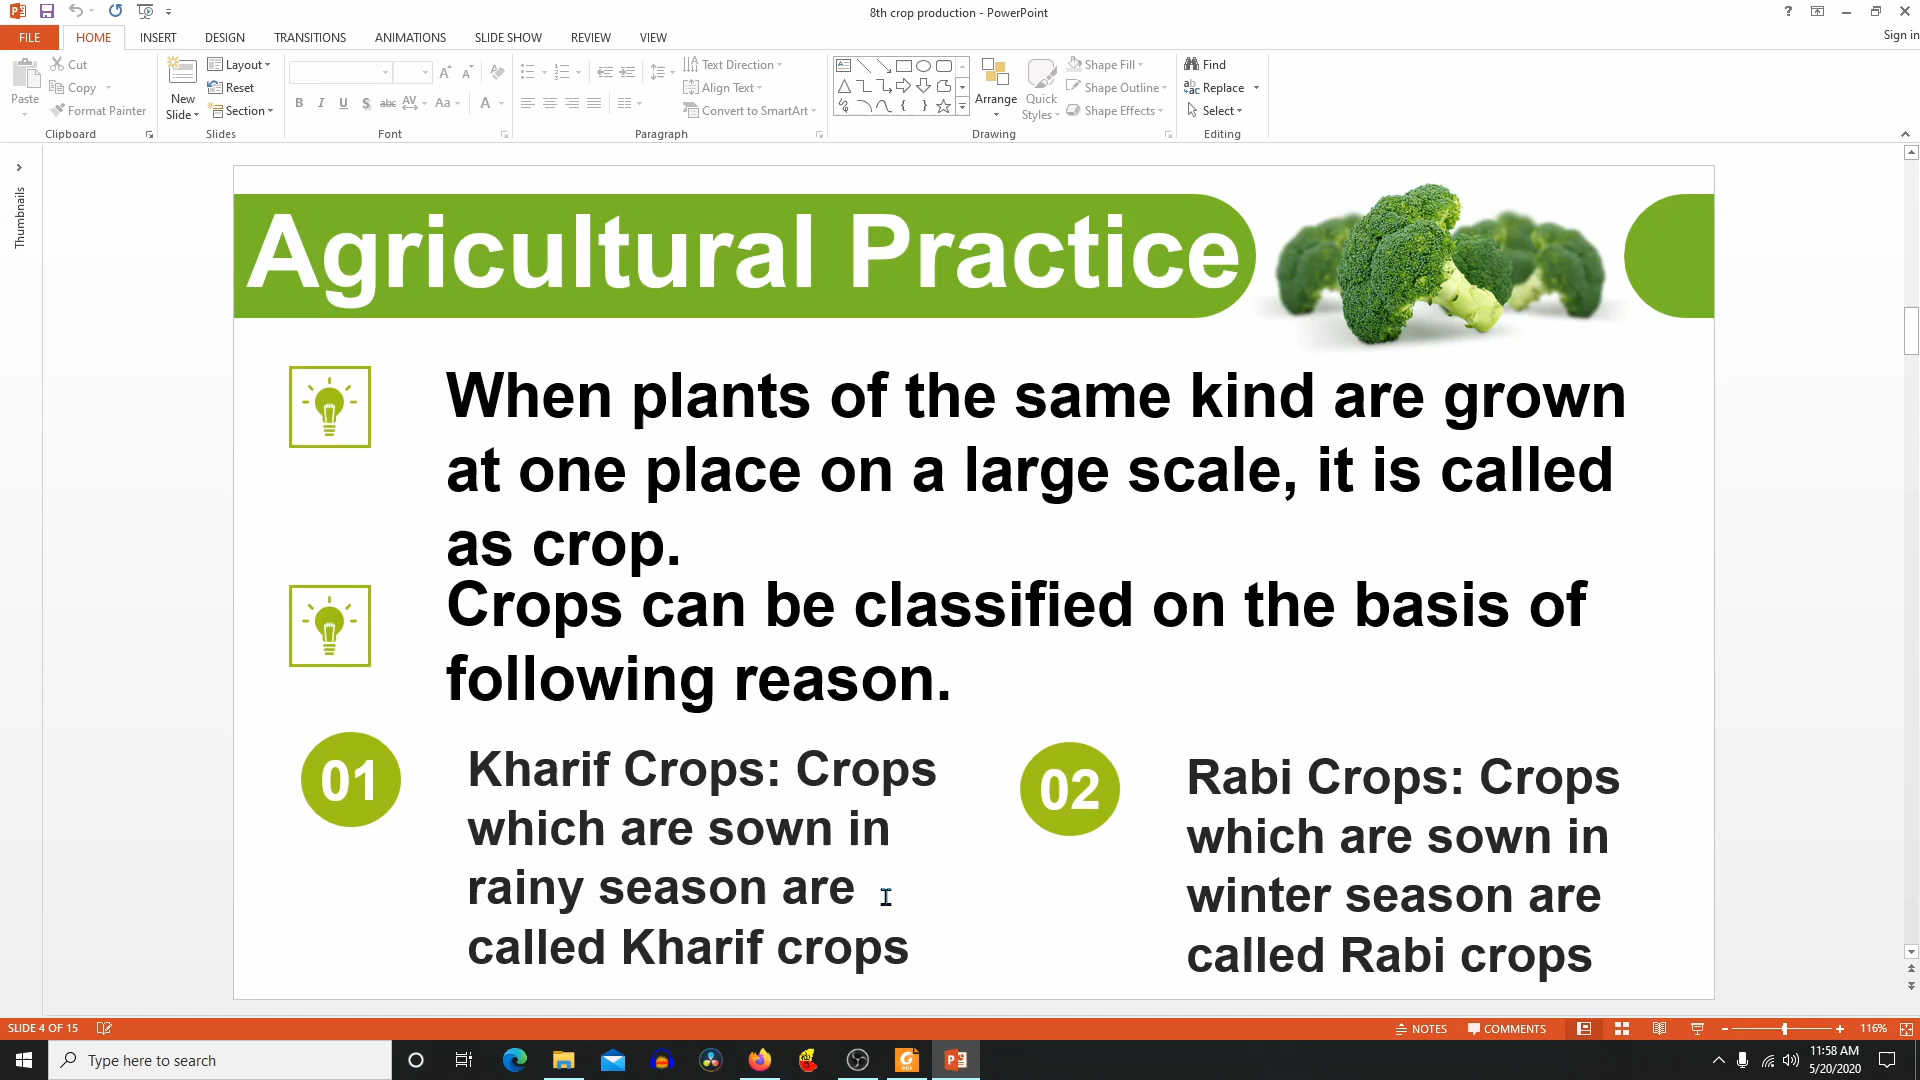 8th crop production - PowerPoint
Sign in
FILE HOME INSERT DESIGN TRANSITIONS ANIMATIONS SLIDE SHOW REVIEW VIEW
Paste
Cut
Copy
Format Painter
Clipboard
New
Slide
Layout
Reset
Section
Slides
Font
Text Direction
Align Text
Convert to SmartArt
Paragraph
Arrange
Quick
Styles
Shape Fill
Shape Outline
Shape Effects
Drawing
Find
Replace
Select
Editing
Thumbnails
Agricultural Practice
When plants of the same kind are grown
at one place on a large scale, it is called
as crop.
Crops can be classified on the basis of
following reason.
01
Kharif Crops: Crops
which are sown in
rainy season are
called Kharif crops
02
Rabi Crops: Crops
which are sown in
winter season are
called Rabi crops
SLIDE 4 OF 15
NOTES COMMENTS 116%
Type here to search
11:58 AM
5/20/2020